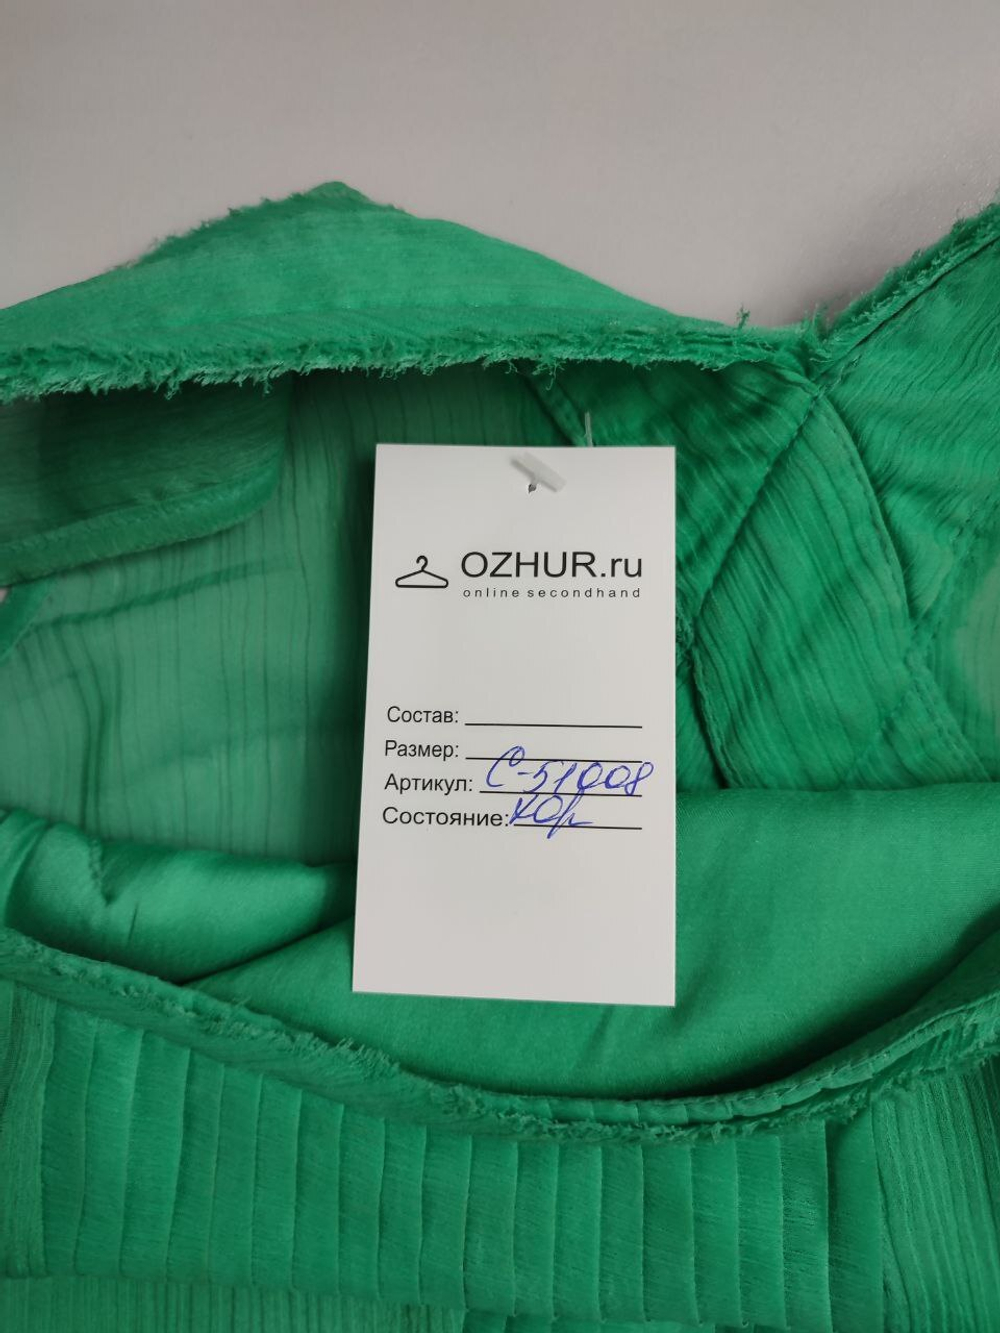 OZHUR.ru
online secondhand
Состав:
Размер:
Артикул: С-51008
Состояние: хор